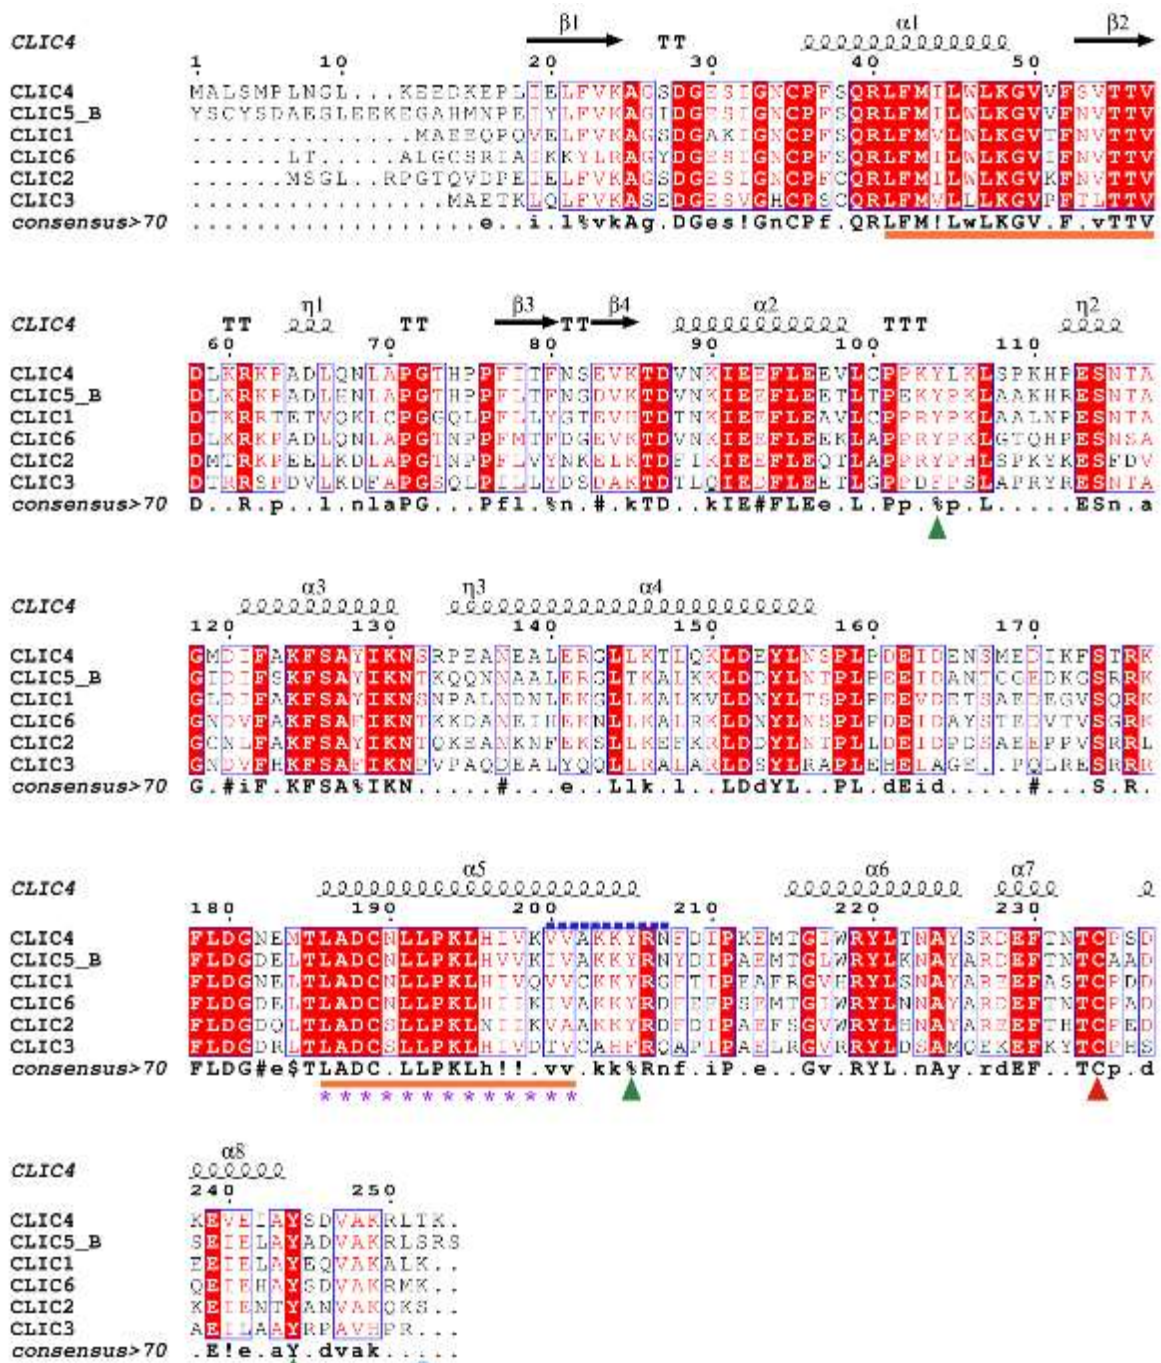 CLIC4 β1 TT α1 β2
1 10 20 30 40 50
CLIC4 MALSMPLNGL...KEEDKEPLIELFVKAGSDGESIGNCPFSQRLFMILWLKGVVFSVTTV
CLIC5_B YSCYSDAEGLEEKEGAHMNPEIYLFVKAGIDGESIGNCPFSQRLFMILWLKGVVFNVTTV
CLIC1 ..............MAEEQPQVELFVKAGSDGAKIGNCPFSQRLFMVLWLKGVTFNVTTV
CLIC6 ......LT.....ALGCSRIAIKKYLRAGYDGESIGNCPFSQRLFMILWLKGVIFNVTTV
CLIC2 ......MSGL..RPGTQVDPEIELFVKAGSDGESIGNCPFCQRLFMILWLKGVKFNVTTV
CLIC3 ................MAETKLQLFVKASEDGESVGHCPSCQRLFMVLLLKGVPFTLTTV
consensus>70 ..................e..i.l%vkAg.DGes!GnCPf.QRLFM!LwLKGV.F.vTTV
CLIC4 TT η1 TT β3 TT β4 α2 TTT η2
60 70 80 90 100 110
CLIC4 DLKRKPADLQNLAPGTHPPFITFNSEVKTDVNKIEEFLEEVLCPPKYLKLSPKHPESNTA
CLIC5_B DLKRKPADLHNLAPGTHPPFLTFNGDVKTDVNKIEEFLEETLTPEKYPKLAAKHRESNTA
CLIC1 DTKRRTETVQKLCPGGQLPFLLYGTEVHTDTNKIEEFLEAVLCPPRYPKLAALNPESNTA
CLIC6 DLKRKPADLQNLAPGTNPPFMTFDGEVKTDVNKIEEFLEEKLAPPRYPKLGTQHPESNSA
CLIC2 DMTRKPEELKDLAPGTNPPFLVYNKELKTDFIKIEEFLEQTLAPPRYPHLSPKYKESFDV
CLIC3 DTRRSPDVLKDFAPGSQLPILLYDSDAKTDTLQIEDFLEETLGPPDFPSLAPRYRESNTA
consensus>70 D..R.p..l.nlaPG...Pfl.%n.#.kTD..kIE#FLEe.L.Pp.%p.L.....ESn.a
CLIC4 α3 η3 α4
120 130 140 150 160 170
CLIC4 GMDIFAKFSAYIKNSRPEANEALERGLLKTLQKLDEYLNSPLPDEIDENSMEDIKFSTRK
CLIC5_B GIDIFSKFSAYIKNTKQQNNAALERGLTKALKKLDDYLNTPLPEEIDANTCGEDKGSRRK
CLIC1 GLDIFAKFSAYIKNSNPALNDNLEKGLLKALKVLDNYLTSPLPEEVDETSAEDEGVSQRK
CLIC6 GNDVFAKFSAFIKNTKKDANEIHEKNLLKALRKLDNYLNSPLPDEIDAYSTEDVTVSGRK
CLIC2 GCNLFAKFSAYIKNTQKEANKNFEKSLLKEFKRLDDYLNTPLLDEIDPDSAEEPPVSRRL
CLIC3 GNDVFHKFSAFIKNPVPAQDEALYQQLLRALARLDSYLRAPLEHELAGE..PQLRESRRR
consensus>70 G.#iF.KFSA%IKN.....#...e..Llk.l..LDdYL..PL.dEid....#....S.R.
CLIC4 α5 α6 α7
180 190 200 210 220 230
CLIC4 FLDGNEMTLADCNLLPKLHIVKVVAKKYRNFDIPKEMTGIWRYLTNAYSRDEFTNTCPSD
CLIC5_B FLDGDELTLADCNLLPKLHVVKIVAKKYRNYDIPAEMTGLWRYLKNAYARDEFTNTCAAD
CLIC1 FLDGNELTLADCNLLPKLHIVQVVCKKYRGFTIPEAFRGVHRYLSNAYAREEFASTCPDD
CLIC6 FLDGDELTLADCNLLPKLHIIKIVAKKYRDFEFPSEMTGIWRYLNNAYARDEFTNTCPAD
CLIC2 FLDGDQLTLADCSLLPKLNIIKVAAKKYRDFDIPAEFSGVWRYLHNAYAREEFTHTCPED
CLIC3 FLDGDRLTLADCSLLPKLHIVDTVCAHFRQAPIPAELRGVRRYLDSAMQEKEFKYTCPHS
consensus>70 FLDG#e$TLADC.LLPKLh!!.vv.kk%Rnf.iP.e..Gv.RYL.nAy.rdEF..TCp.d
* * * * * * * * * * * * * *
CLIC4 α8
240 250
CLIC4 KEVELAYSDVAKRLTK.
CLIC5_B SEIELAYADVAKRLSRS
CLIC1 EEIELAYEQVAKALK..
CLIC6 QEIEHAYSDVAKRMK..
CLIC2 KEIENTYANVAKQKS..
CLIC3 AEILAAYRPAVHPR...
consensus>70 .E!e.aY.dvak.....